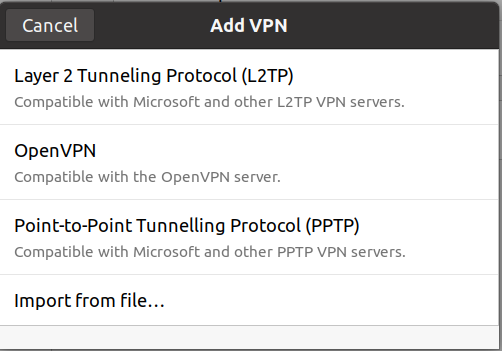 Cancel
Add VPN
Layer 2 Tunneling Protocol (L2TP)
Compatible with Microsoft and other L2TP VPN servers.
OpenVPN
Compatible with the OpenVPN server.
Point-to-Point Tunnelling Protocol (PPTP)
Compatible with Microsoft and other PPTP VPN servers.
Import from file…